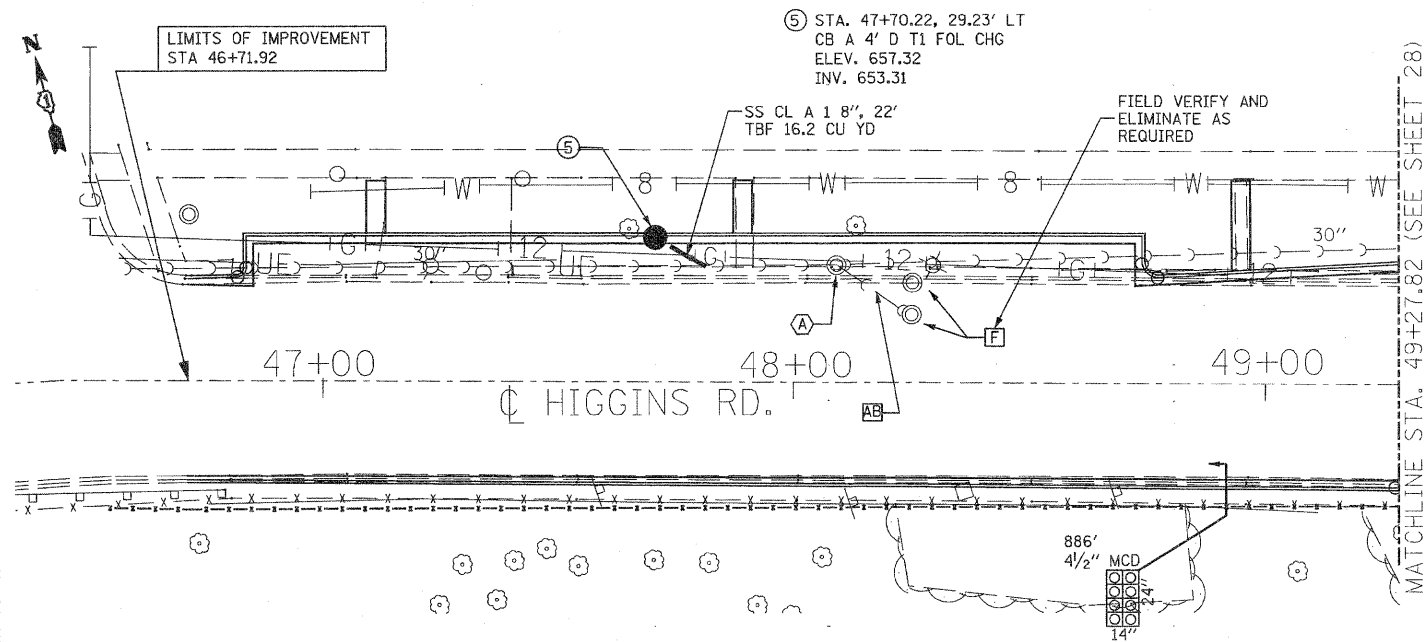 LIMITS OF IMPROVEMENT
STA 46+71.92
N
1
5 STA. 47+70.22, 29.23' LT
CB A 4' D T1 FOL CHG
ELEV. 657.32
INV. 653.31
SS CL A 1 8", 22'
TBF 16.2 CU YD
FIELD VERIFY AND
ELIMINATE AS
REQUIRED
5
G
W
8
W
8
W
W
G
30"
12
UE
UE
G
12
G
12
30"
A
F
AB
47+00
48+00
49+00
℄ HIGGINS RD.
MATCHLINE STA. 49+27.82 (SEE SHEET 28)
886'
4½" MCD
24"
14"